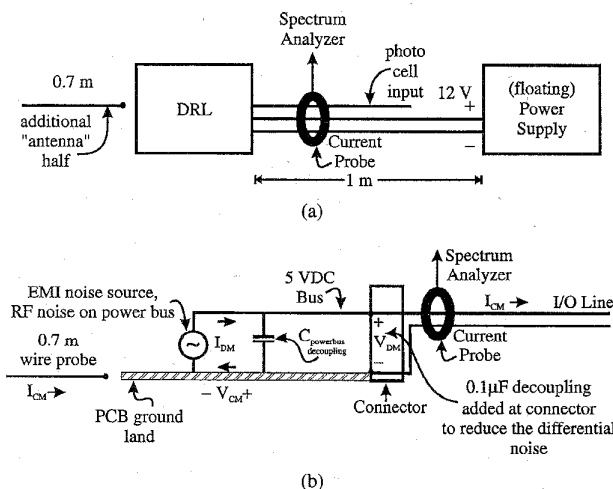 Spectrum
Analyzer
photo
cell
input
0.7 m
additional
"antenna"
half
DRL
12 V
+
−
(floating)
Power
Supply
Current
Probe
1 m
(a)
Spectrum
Analyzer
5 VDC
Bus
EMI noise source,
RF noise on power bus
I_CM
I/O Line
0.7 m
wire probe
I_DM
C powerbus
decoupling
+
V_DM
−
Current
Probe
I_CM
− V_CM +
Connector
PCB ground
land
0.1µF decoupling
added at connector
to reduce the differential
noise
(b)